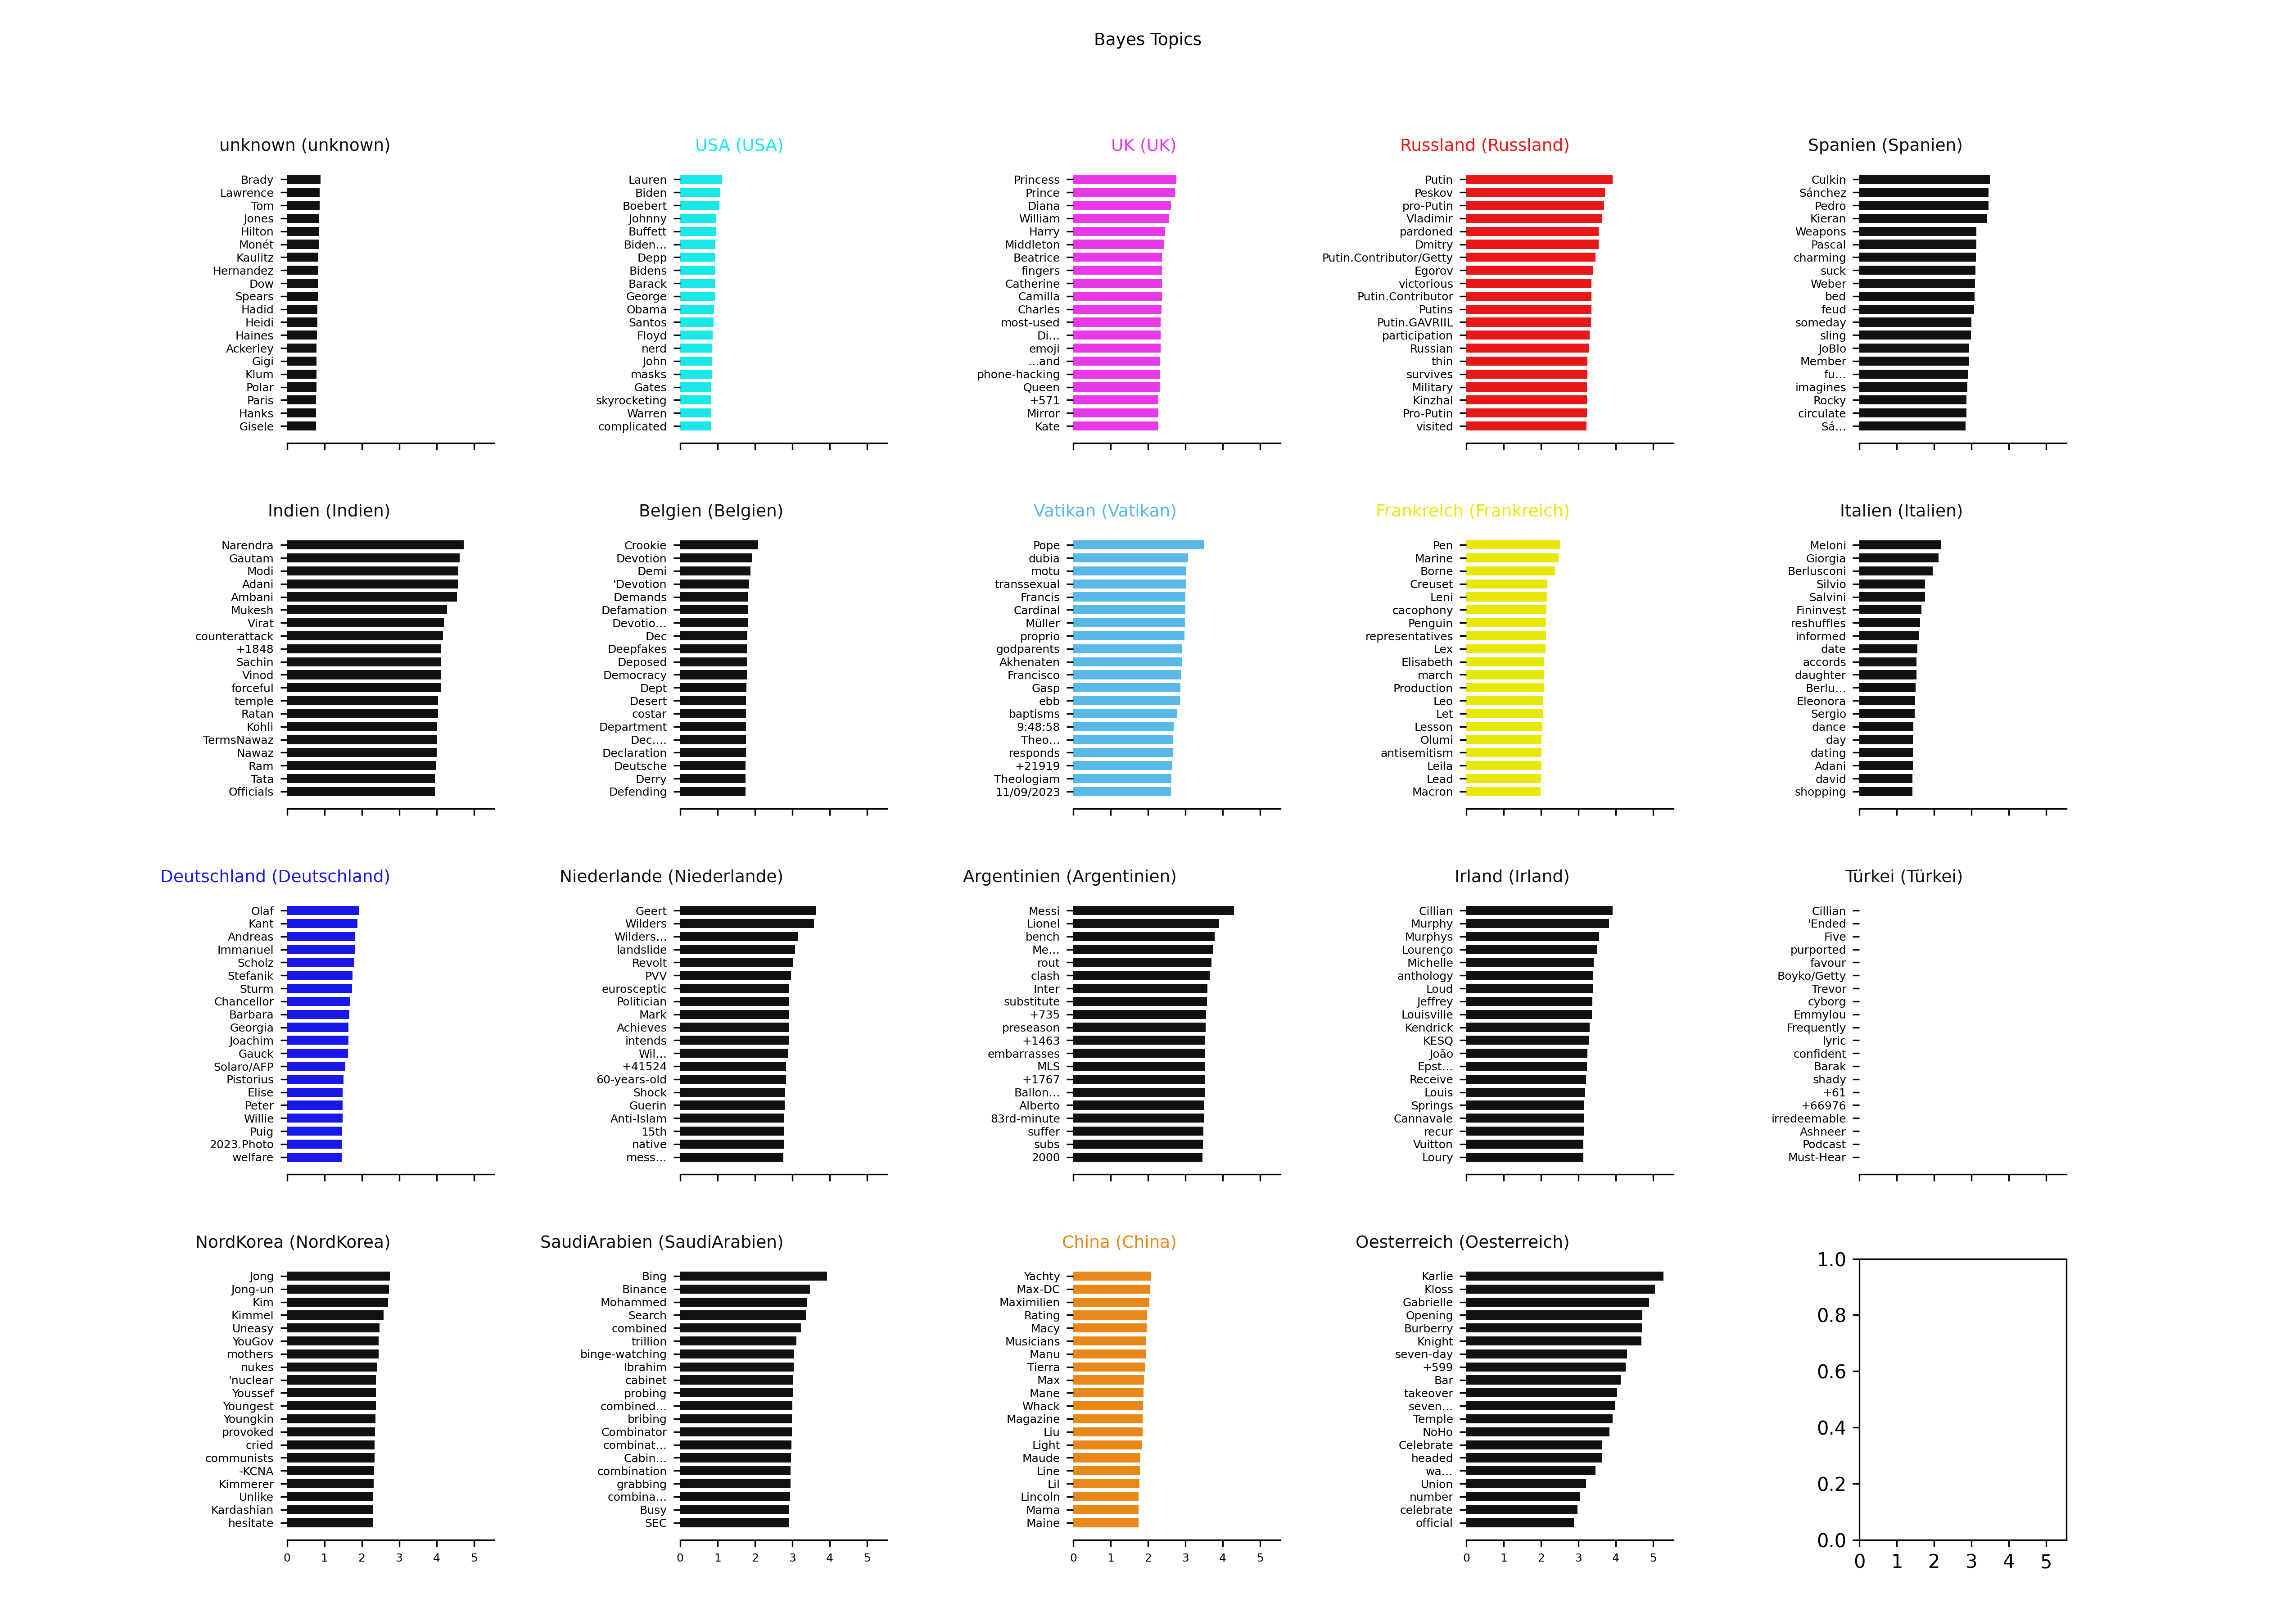 Bayes Topics
unknown (unknown)
Brady
Lawrence
Tom
Jones
Hilton
Monét
Kaulitz
Hernandez
Dow
Spears
Hadid
Heidi
Haines
Ackerley
Gigi
Klum
Polar
Paris
Hanks
Gisele
USA (USA)
Lauren
Biden
Boebert
Johnny
Buffett
Biden…
Depp
Bidens
Barack
George
Obama
Santos
Floyd
nerd
John
masks
Gates
skyrocketing
Warren
complicated
UK (UK)
Princess
Prince
Diana
William
Harry
Middleton
Beatrice
fingers
Catherine
Camilla
Charles
most-used
Di…
emoji
…and
phone-hacking
Queen
+571
Mirror
Kate
Russland (Russland)
Putin
Peskov
pro-Putin
Vladimir
pardoned
Dmitry
Putin.Contributor/Getty
Egorov
victorious
Putin.Contributor
Putins
Putin.GAVRIIL
participation
Russian
thin
survives
Military
Kinzhal
Pro-Putin
visited
Spanien (Spanien)
Culkin
Sánchez
Pedro
Kieran
Weapons
Pascal
charming
suck
Weber
bed
feud
someday
sling
JoBlo
Member
fu…
imagines
Rocky
circulate
Sá…
Indien (Indien)
Narendra
Gautam
Modi
Adani
Ambani
Mukesh
Virat
counterattack
+1848
Sachin
Vinod
forceful
temple
Ratan
Kohli
TermsNawaz
Nawaz
Ram
Tata
Officials
Belgien (Belgien)
Crookie
Devotion
Demi
'Devotion
Demands
Defamation
Devotio…
Dec
Deepfakes
Deposed
Democracy
Dept
Desert
costar
Department
Dec.…
Declaration
Deutsche
Derry
Defending
Vatikan (Vatikan)
Pope
dubia
motu
transsexual
Francis
Cardinal
Müller
proprio
godparents
Akhenaten
Francisco
Gasp
ebb
baptisms
9:48:58
Theo…
responds
+21919
Theologiam
11/09/2023
Frankreich (Frankreich)
Pen
Marine
Borne
Creuset
Leni
cacophony
Penguin
representatives
Lex
Elisabeth
march
Production
Leo
Let
Lesson
Olumi
antisemitism
Leila
Lead
Macron
Italien (Italien)
Meloni
Giorgia
Berlusconi
Silvio
Salvini
Fininvest
reshuffles
informed
date
accords
daughter
Berlu…
Eleonora
Sergio
dance
day
dating
Adani
david
shopping
Deutschland (Deutschland)
Olaf
Kant
Andreas
Immanuel
Scholz
Stefanik
Sturm
Chancellor
Barbara
Georgia
Joachim
Gauck
Solaro/AFP
Pistorius
Elise
Peter
Willie
Puig
2023.Photo
welfare
Niederlande (Niederlande)
Geert
Wilders
Wilders…
landslide
Revolt
PVV
eurosceptic
Politician
Mark
Achieves
intends
Wil…
+41524
60-years-old
Shock
Guerin
Anti-Islam
15th
native
mess…
Argentinien (Argentinien)
Messi
Lionel
bench
Me…
rout
clash
Inter
substitute
+735
preseason
+1463
embarrasses
MLS
+1767
Ballon…
Alberto
83rd-minute
suffer
subs
2000
Irland (Irland)
Cillian
Murphy
Murphys
Lourenço
Michelle
anthology
Loud
Jeffrey
Louisville
Kendrick
KESQ
João
Epst…
Receive
Louis
Springs
Cannavale
recur
Vuitton
Loury
Türkei (Türkei)
Cillian
'Ended
Five
purported
favour
Boyko/Getty
Trevor
cyborg
Emmylou
Frequently
lyric
confident
Barak
shady
+61
+66976
irredeemable
Ashneer
Podcast
Must-Hear
NordKorea (NordKorea)
Jong
Jong-un
Kim
Kimmel
Uneasy
YouGov
mothers
nukes
'nuclear
Youssef
Youngest
Youngkin
provoked
cried
communists
-KCNA
Kimmerer
Unlike
Kardashian
hesitate
0 1 2 3 4 5
SaudiArabien (SaudiArabien)
Bing
Binance
Mohammed
Search
combined
trillion
binge-watching
Ibrahim
cabinet
probing
combined…
bribing
Combinator
combinat…
Cabin…
combination
grabbing
combina…
Busy
SEC
0 1 2 3 4 5
China (China)
Yachty
Max-DC
Maximilien
Rating
Macy
Musicians
Manu
Tierra
Max
Mane
Whack
Magazine
Liu
Light
Maude
Line
Lil
Lincoln
Mama
Maine
0 1 2 3 4 5
Oesterreich (Oesterreich)
Karlie
Kloss
Gabrielle
Opening
Burberry
Knight
seven-day
+599
Bar
takeover
seven…
Temple
NoHo
Celebrate
headed
wa…
Union
number
celebrate
official
0 1 2 3 4 5
1.0
0.8
0.6
0.4
0.2
0.0
0 1 2 3 4 5